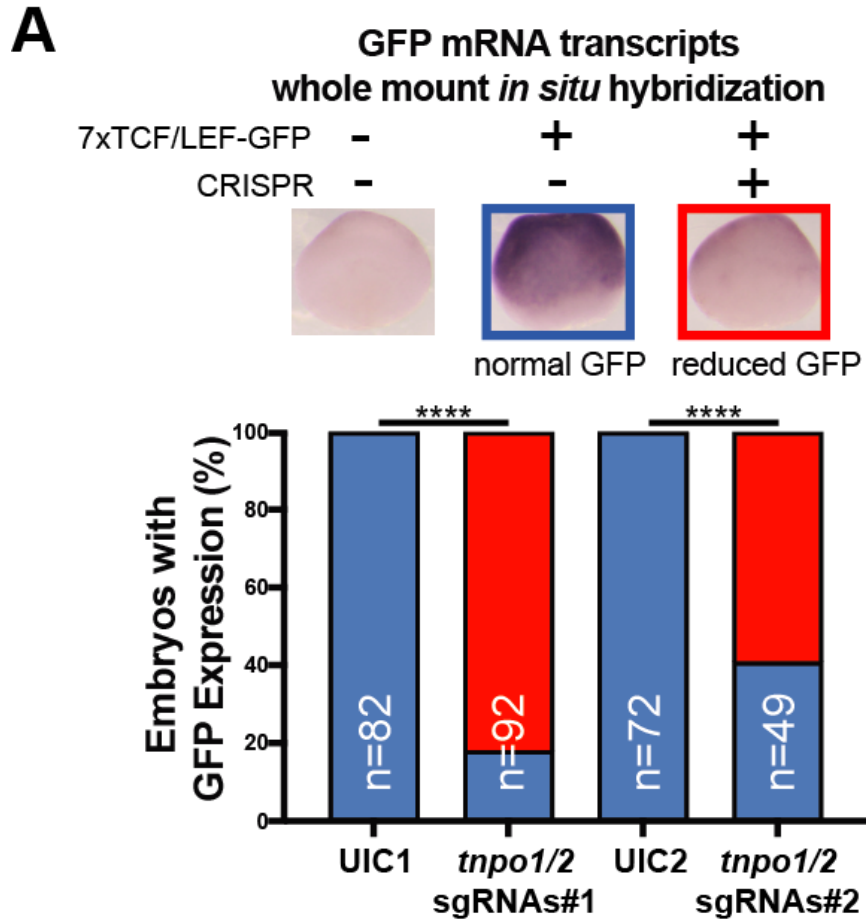 A
GFP mRNA transcripts
whole mount in situ hybridization
7xTCF/LEF-GFP - + +
CRISPR - - +
normal GFP reduced GFP
**** ****
Embryos with
GFP Expression (%)
100
80
60
40
20
0
n=82 n=92 n=72 n=49
UIC1 tnpo1/2 UIC2 tnpo1/2
sgRNAs#1 sgRNAs#2